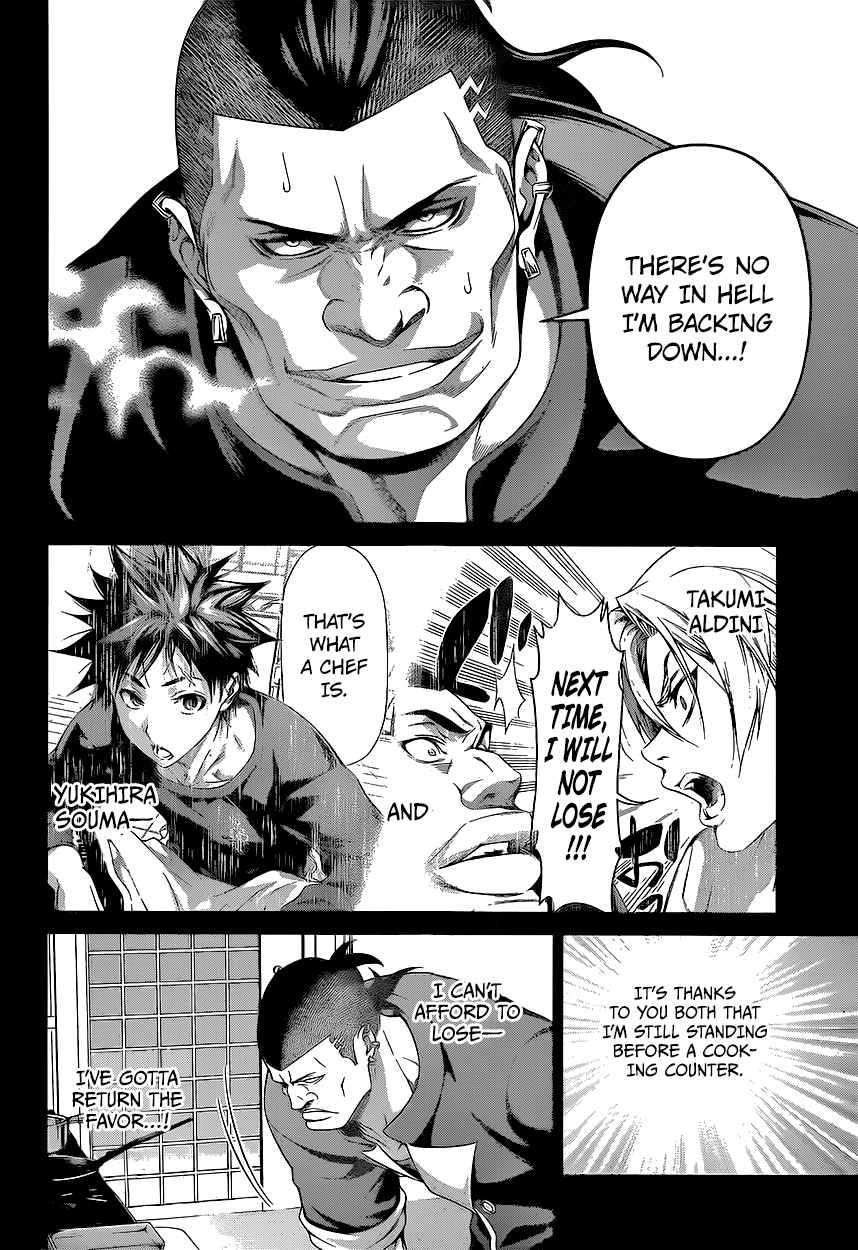 THERE'S NO
WAY IN HELL
I'M BACKING
DOWN...!
TAKUMI
ALDINI
NEXT
TIME,
I WILL
NOT
LOSE
!!!
AND
THAT'S
WHAT
A CHEF
IS.
YUKIHIRA
SOUMA—
IT'S THANKS
TO YOU BOTH THAT
I'M STILL STANDING
BEFORE A COOK-
ING COUNTER.
I CAN'T
AFFORD TO
LOSE—
I'VE GOTTA
RETURN THE
FAVOR...!